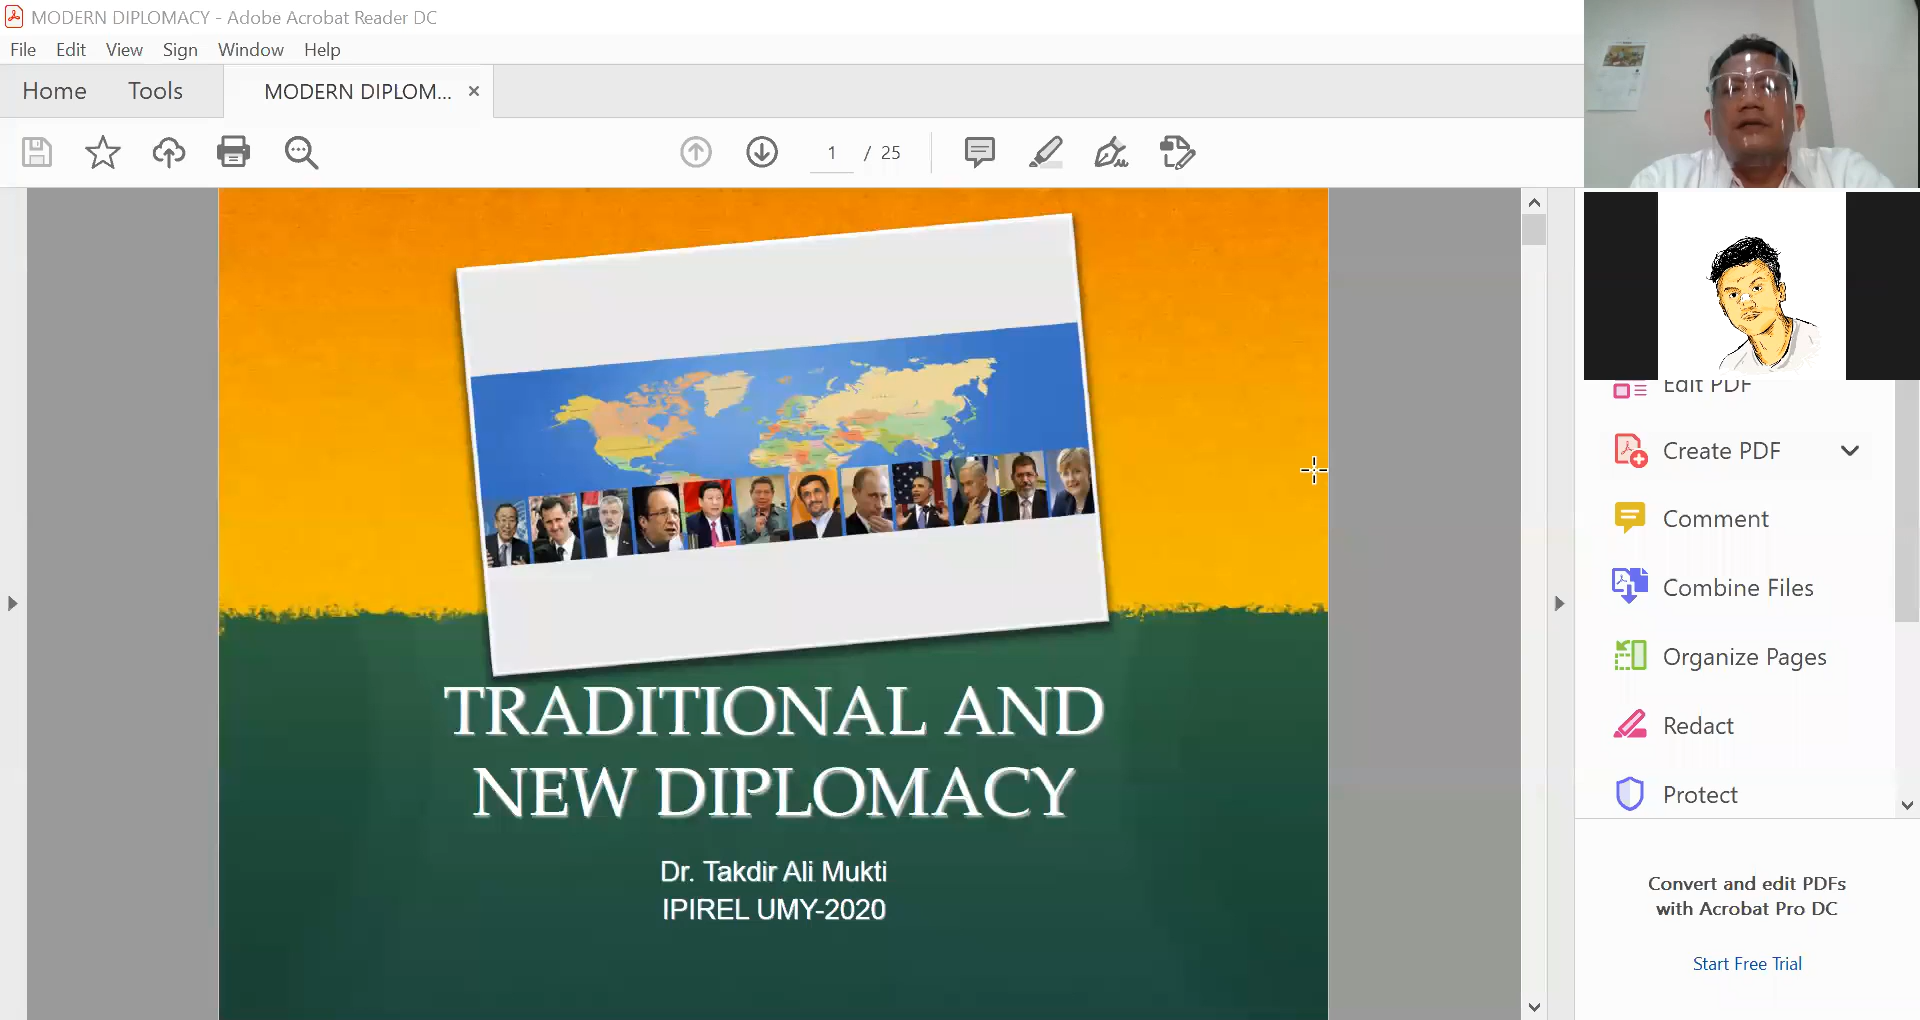 MODERN DIPLOMACY - Adobe Acrobat Reader DC
File Edit View Sign Window Help
Home Tools MODERN DIPLOM... ×
1 / 25
TRADITIONAL AND
NEW DIPLOMACY
Dr. Takdir Ali Mukti
IPIREL UMY-2020
Edit PDF
Create PDF
Comment
Combine Files
Organize Pages
Redact
Protect
Convert and edit PDFs
with Acrobat Pro DC
Start Free Trial